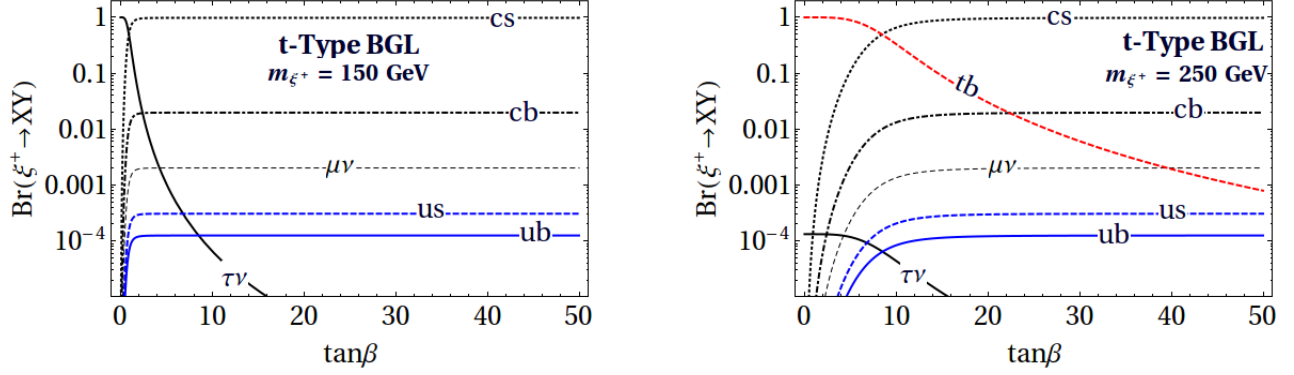 Br(ξ⁺→XY)
1
0.1
0.01
0.001
10⁻⁴
cs
t-Type BGL
m_ξ⁺ = 150 GeV
cb
μν
us
ub
τν
0 10 20 30 40 50
tanβ
Br(ξ⁺→XY)
1
0.1
0.01
0.001
10⁻⁴
cs
t-Type BGL
m_ξ⁺ = 250 GeV
tb
cb
μν
us
ub
τν
0 10 20 30 40 50
tanβ